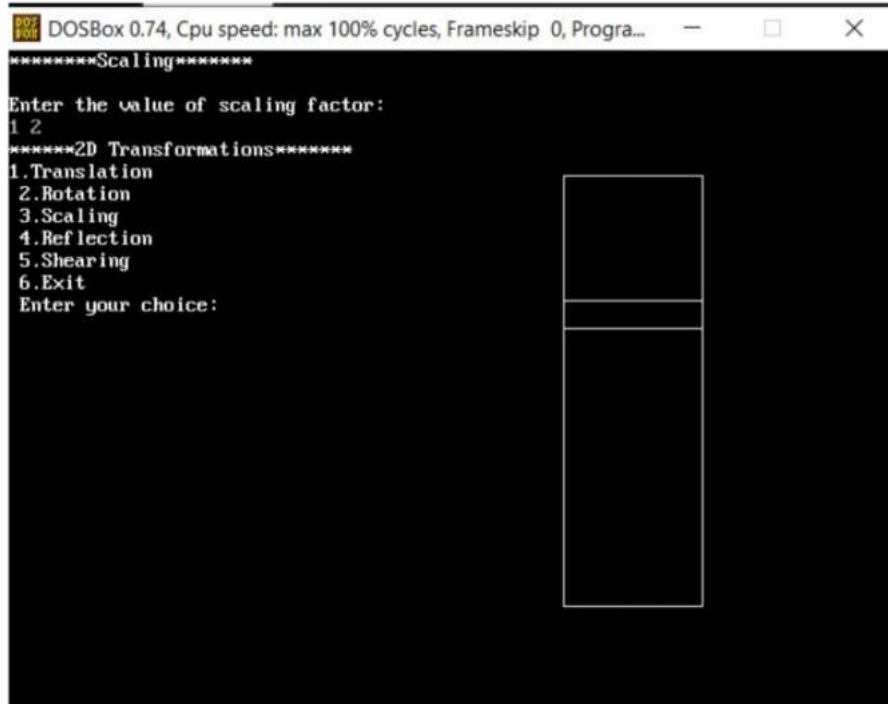 DOSBox 0.74, Cpu speed: max 100% cycles, Frameskip 0, Progra...
********Scaling*******
Enter the value of scaling factor:
1 2
******2D Transformations*******
1.Translation
2.Rotation
3.Scaling
4.Reflection
5.Shearing
6.Exit
Enter your choice: